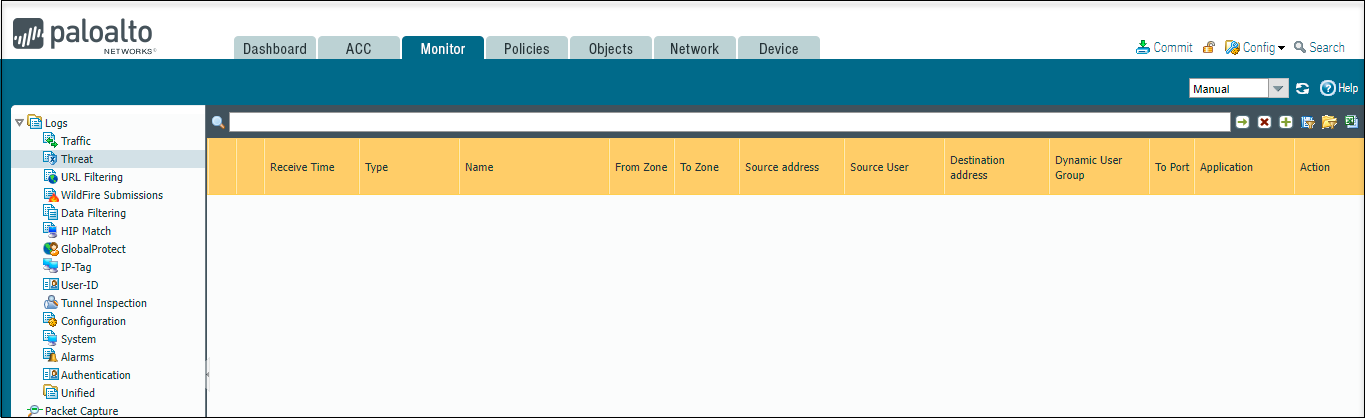 paloalto
NETWORKS®
Dashboard ACC Monitor Policies Objects Network Device
Commit Config Search
Manual Help
Logs
Traffic
Threat
URL Filtering
WildFire Submissions
Data Filtering
HIP Match
GlobalProtect
IP-Tag
User-ID
Tunnel Inspection
Configuration
System
Alarms
Authentication
Unified
Packet Capture
Receive Time Type Name From Zone To Zone Source address Source User Destination address Dynamic User Group To Port Application Action